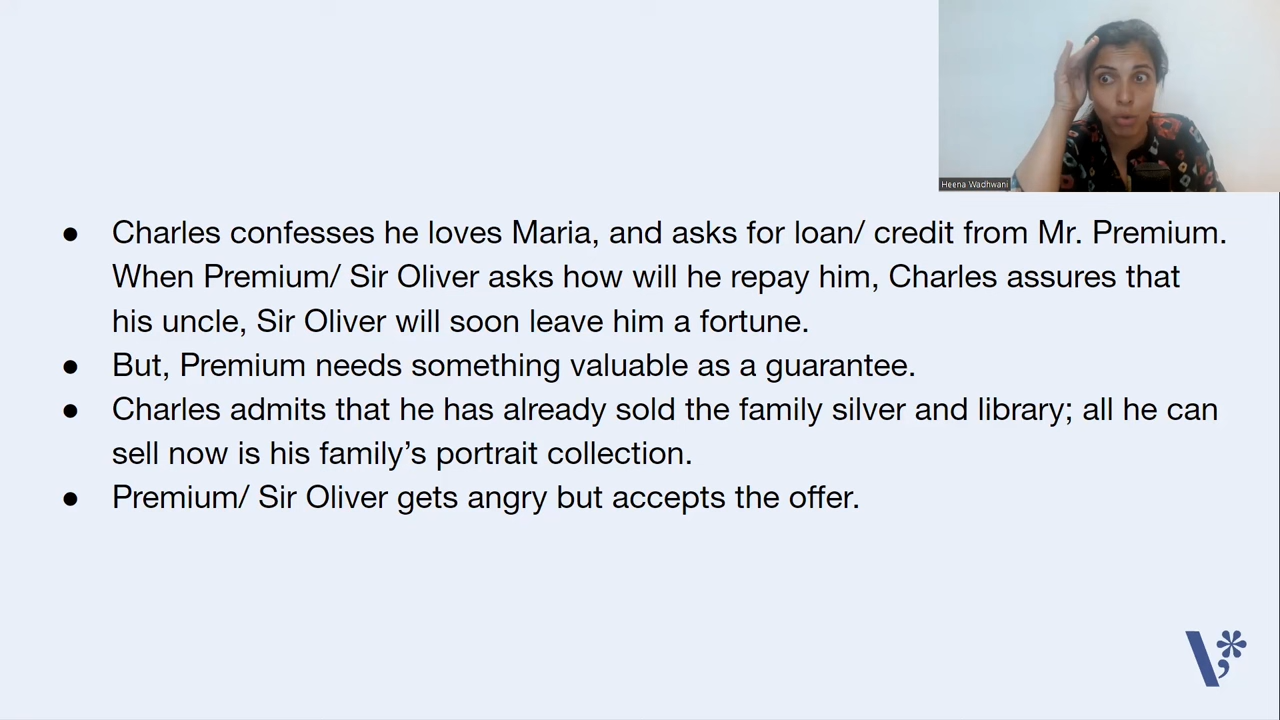 Heena Wadhwani
● Charles confesses he loves Maria, and asks for loan/ credit from Mr. Premium.
When Premium/ Sir Oliver asks how will he repay him, Charles assures that
his uncle, Sir Oliver will soon leave him a fortune.
● But, Premium needs something valuable as a guarantee.
● Charles admits that he has already sold the family silver and library; all he can
sell now is his family’s portrait collection.
● Premium/ Sir Oliver gets angry but accepts the offer.